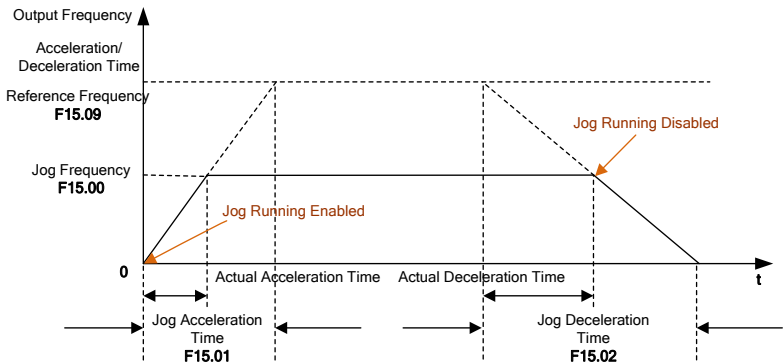 Output Frequency
Acceleration/
Deceleration Time
Reference Frequency
F15.09
Jog Running Disabled
Jog Frequency
F15.00
Jog Running Enabled
0
Actual Acceleration Time
Actual Deceleration Time
t
Jog Acceleration
Time
F15.01
Jog Deceleration
Time
F15.02